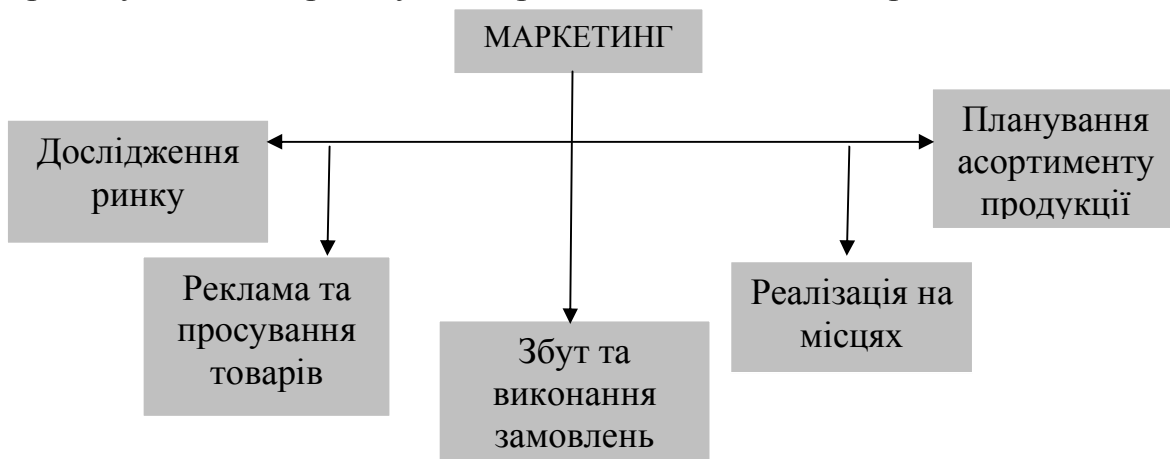 МАРКЕТИНГ
Дослідження
ринку
Планування
асортименту
продукції
Реклама та
просування
товарів
Збут та
виконання
замовлень
Реалізація на
місцях